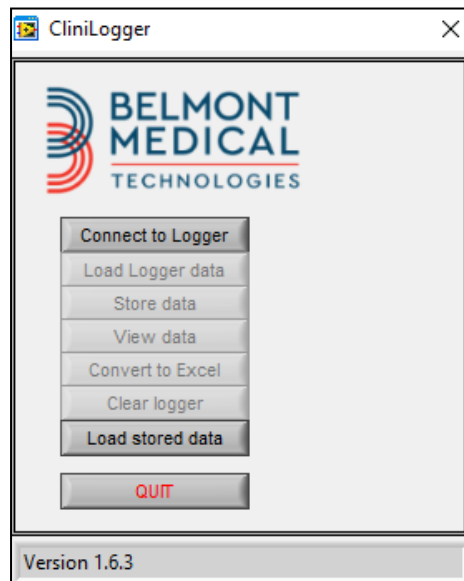 CliniLogger
BELMONT
MEDICAL
TECHNOLOGIES
Connect to Logger
Load Logger data
Store data
View data
Convert to Excel
Clear logger
Load stored data
QUIT
Version 1.6.3